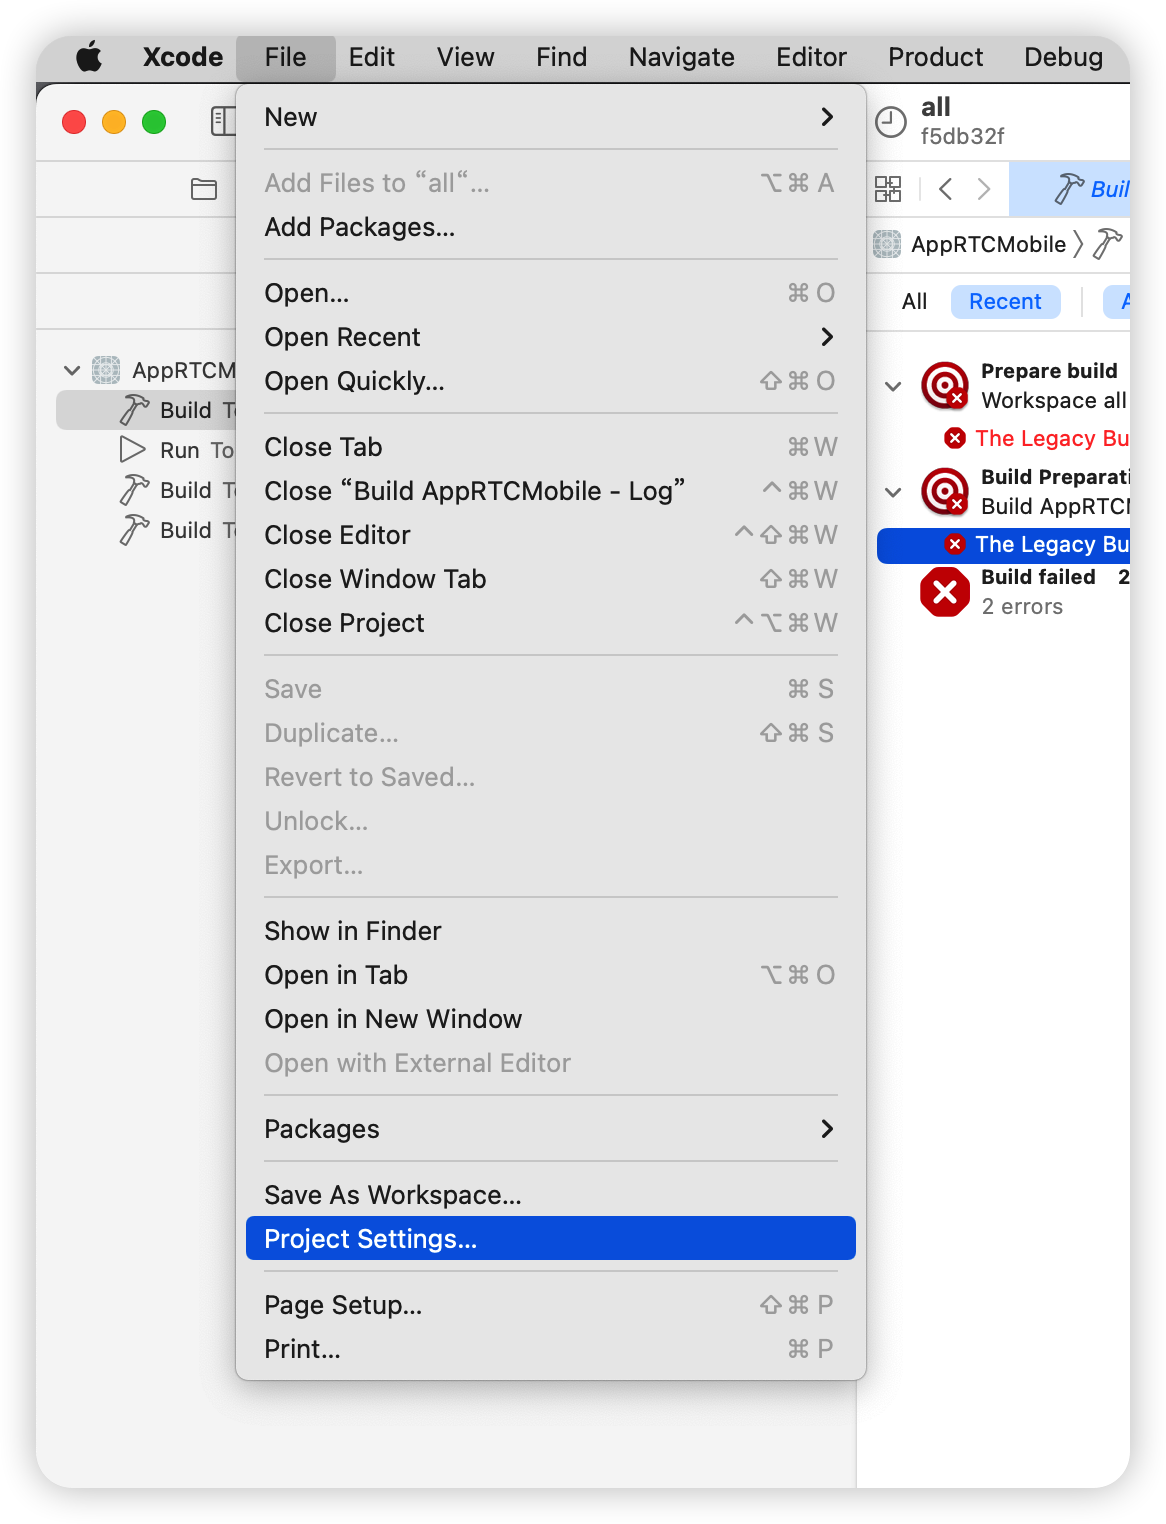 Xcode File Edit View Find Navigate Editor Product Debug
New
Add Files to “all“...
⌥⌘ A
Add Packages...
Open...
⌘ O
Open Recent
Open Quickly...
⇧⌘ O
Close Tab
⌘W
Close “Build AppRTCMobile - Log”
^⌘W
Close Editor
^⇧⌘W
Close Window Tab
⇧⌘W
Close Project
^⌥⌘W
Save
⌘ S
Duplicate...
⇧⌘ S
Revert to Saved...
Unlock...
Export...
Show in Finder
Open in Tab
⌥⌘ O
Open in New Window
Open with External Editor
Packages
Save As Workspace...
Project Settings...
Page Setup...
⇧⌘ P
Print...
⌘ P
AppRTCM
Build
Run To
Build
Build
all
f5db32f
Buil
AppRTCMobile
All Recent
Prepare build
Workspace all
The Legacy Bu
Build Preparati
Build AppRTCM
The Legacy Bu
Build failed 2
2 errors